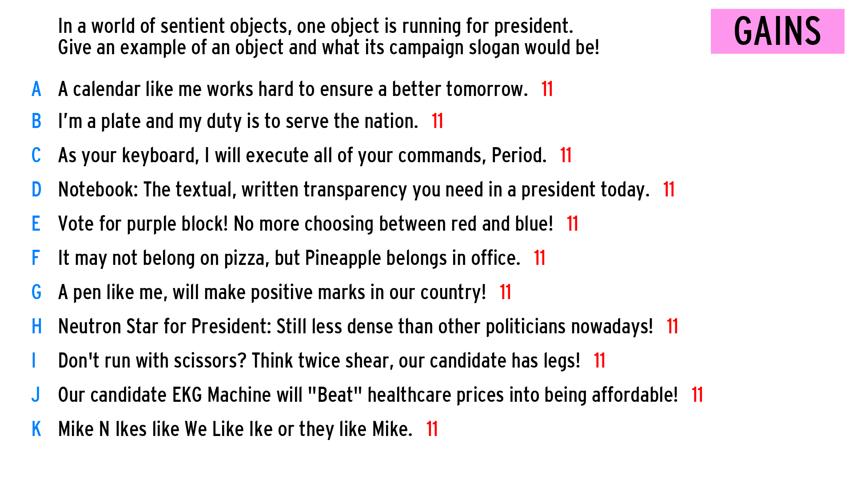 In a world of sentient objects, one object is running for president.
Give an example of an object and what its campaign slogan would be!
GAINS
A A calendar like me works hard to ensure a better tomorrow. 11
B I'm a plate and my duty is to serve the nation. 11
C As your keyboard, I will execute all of your commands, Period. 11
D Notebook: The textual, written transparency you need in a president today. 11
E Vote for purple block! No more choosing between red and blue! 11
F It may not belong on pizza, but Pineapple belongs in office. 11
G A pen like me, will make positive marks in our country! 11
H Neutron Star for President: Still less dense than other politicians nowadays! 11
I Don't run with scissors? Think twice shear, our candidate has legs! 11
J Our candidate EKG Machine will "Beat" healthcare prices into being affordable! 11
K Mike N Ikes like We Like Ike or they like Mike. 11